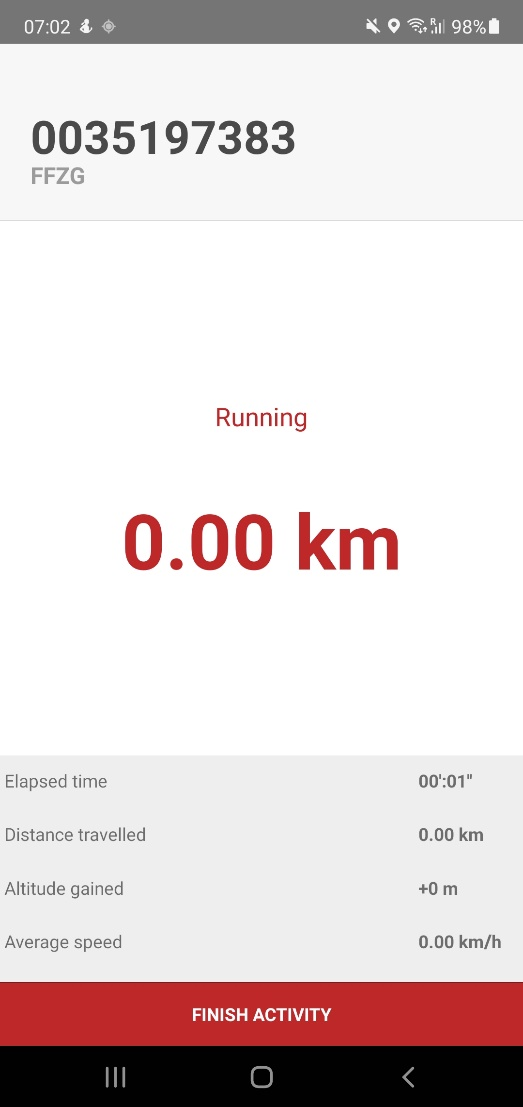 07:02 R 98%
0035197383
FFZG
Running
0.00 km
Elapsed time 00':01"
Distance travelled 0.00 km
Altitude gained +0 m
Average speed 0.00 km/h
FINISH ACTIVITY